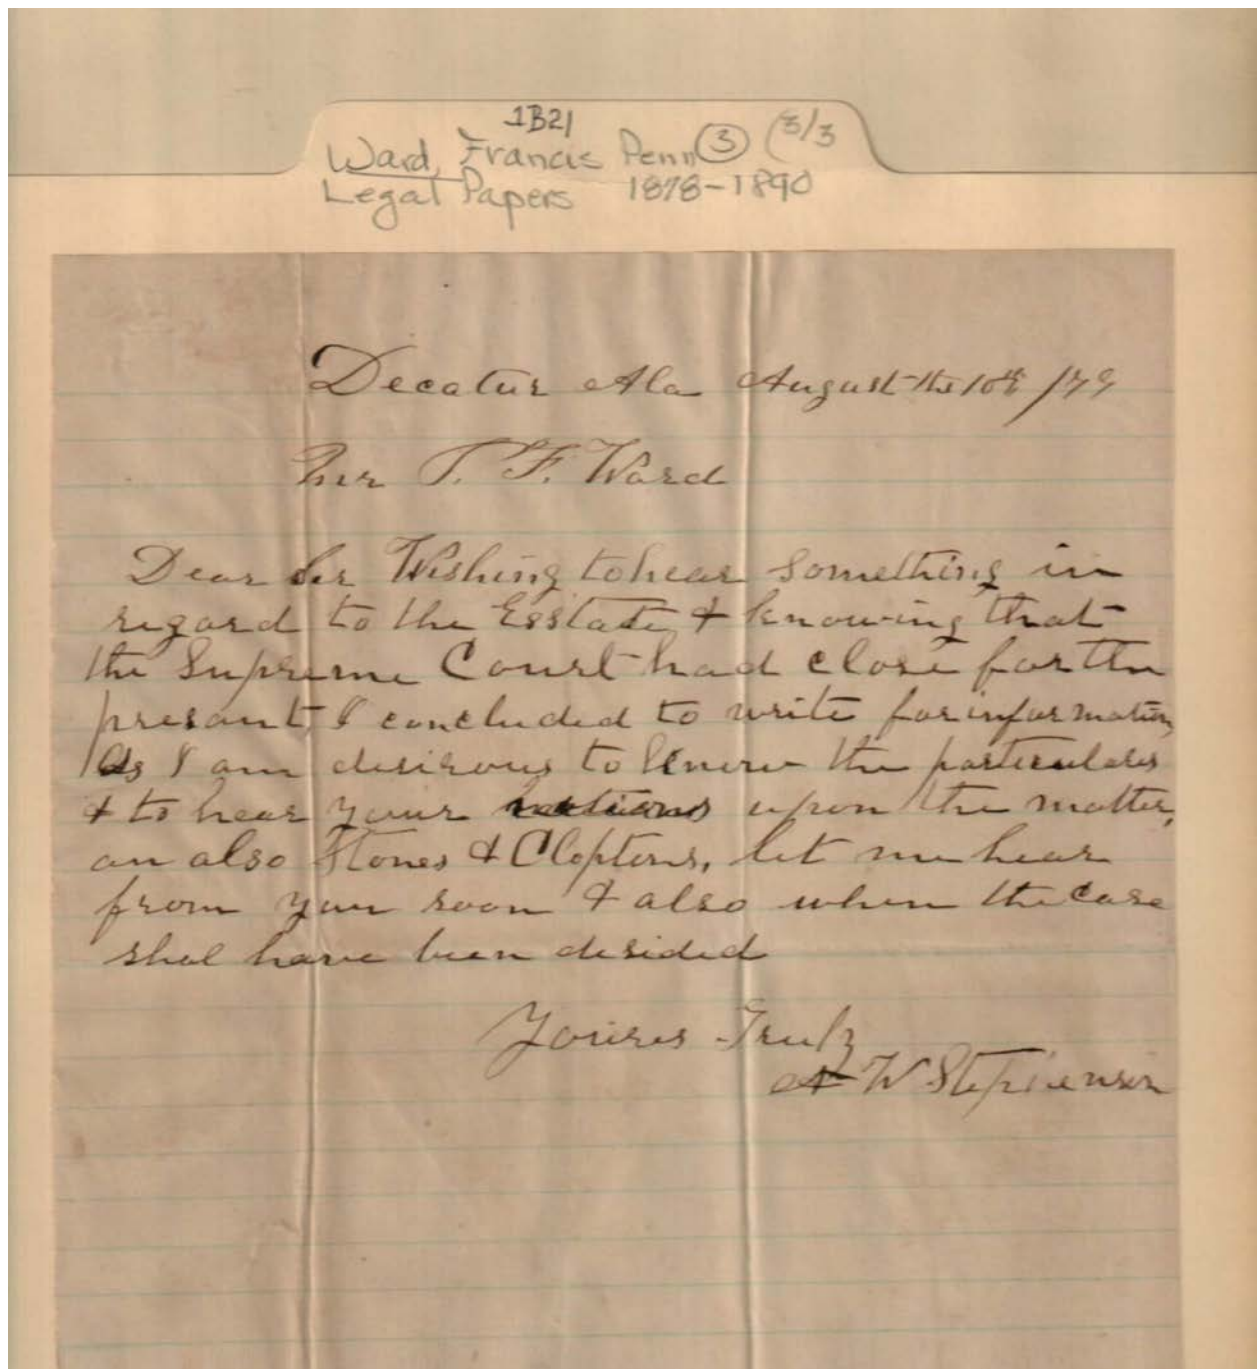 1B21
Ward, Francis Penn ③ (3/3
Legal Papers 1878-1890
Decatur Ala August the 10th /79
Mr T. F. Ward
Dear Sir Wishing to hear something in
regard to the Esstate & knowing that
the Supreme Court had close for the
presant, I concluded to write for information
As I am desirous to know the particulars
& to hear your notions upon the matter,
an also Stones & Cloptons, let me hear
from you soon & also when the case
shal have been desided
Youres Truly
A W Stephenson